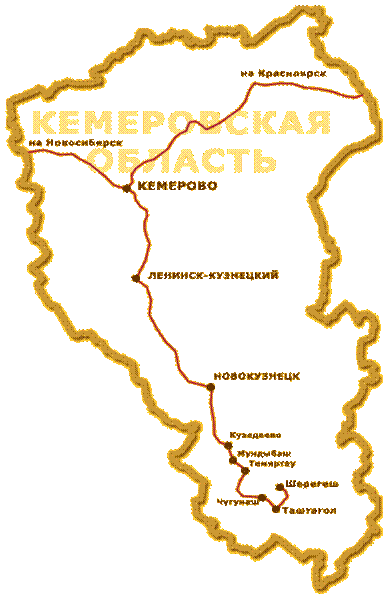 на Красноярск
КЕМЕРОВСКАЯ
на Новосибирск
ОБЛАСТЬ
КЕМЕРОВО
ЛЕНИНСК-КУЗНЕЦКИЙ
НОВОКУЗНЕЦК
Кузедеево
Мундыбаш
Темиртау
Шерегеш
Чугунаш
Таштагол